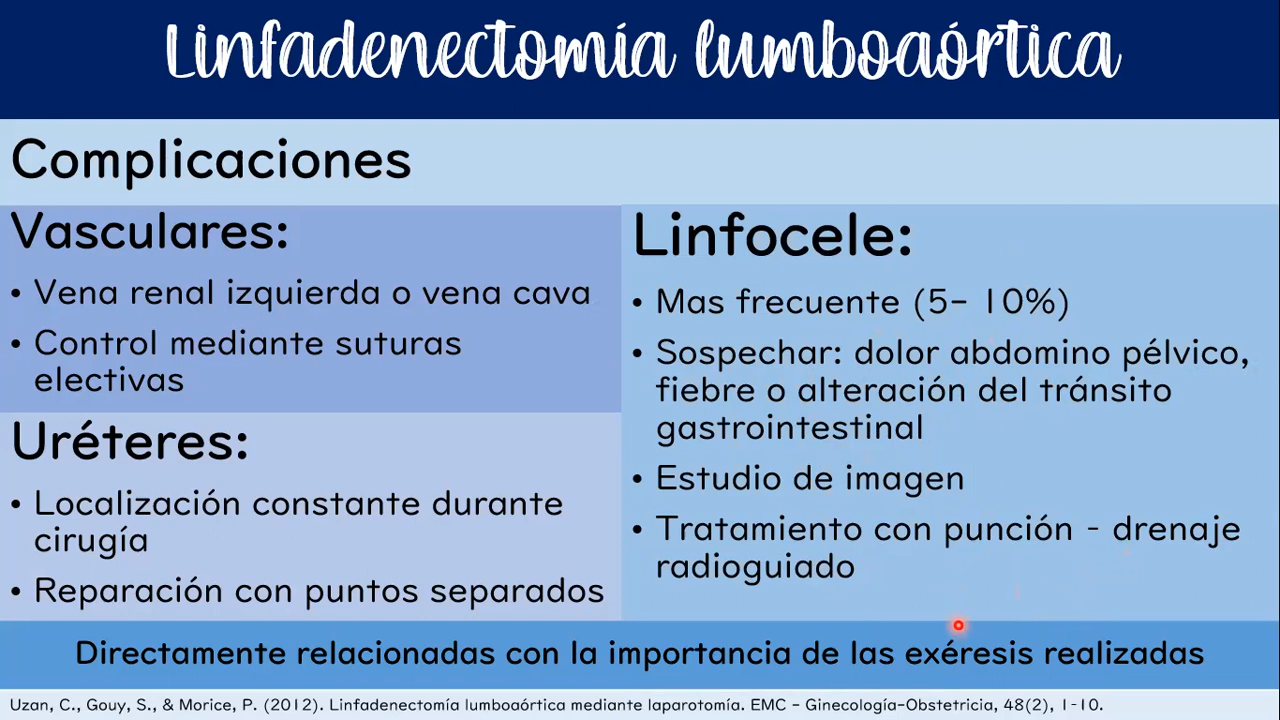 Linfadenectomía lumboaórtica
Complicaciones
Vasculares:
• Vena renal izquierda o vena cava
• Control mediante suturas
electivas
Uréteres:
• Localización constante durante
cirugía
• Reparación con puntos separados
Linfocele:
• Mas frecuente (5– 10%)
• Sospechar: dolor abdomino pélvico,
fiebre o alteración del tránsito
gastrointestinal
• Estudio de imagen
• Tratamiento con punción - drenaje
radioguiado
Directamente relacionadas con la importancia de las exéresis realizadas
Uzan, C., Gouy, S., & Morice, P. (2012). Linfadenectomía lumboaórtica mediante laparotomía. EMC - Ginecología-Obstetricia, 48(2), 1-10.